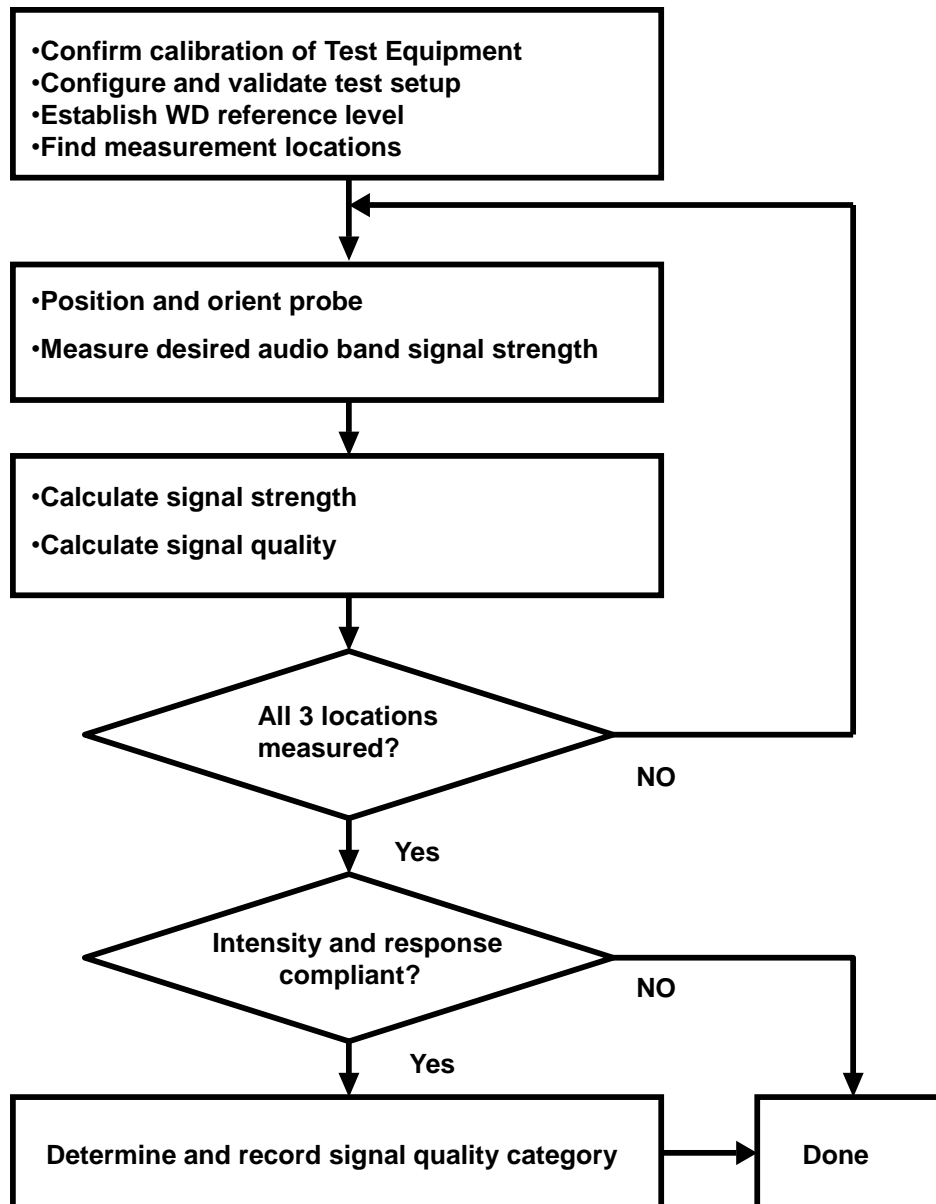 •Confirm calibration of Test Equipment
•Configure and validate test setup
•Establish WD reference level
•Find measurement locations
•Position and orient probe
•Measure desired audio band signal strength
•Calculate signal strength
•Calculate signal quality
All 3 locations
measured?
NO
Yes
Intensity and response
compliant?
NO
Yes
Determine and record signal quality category
Done